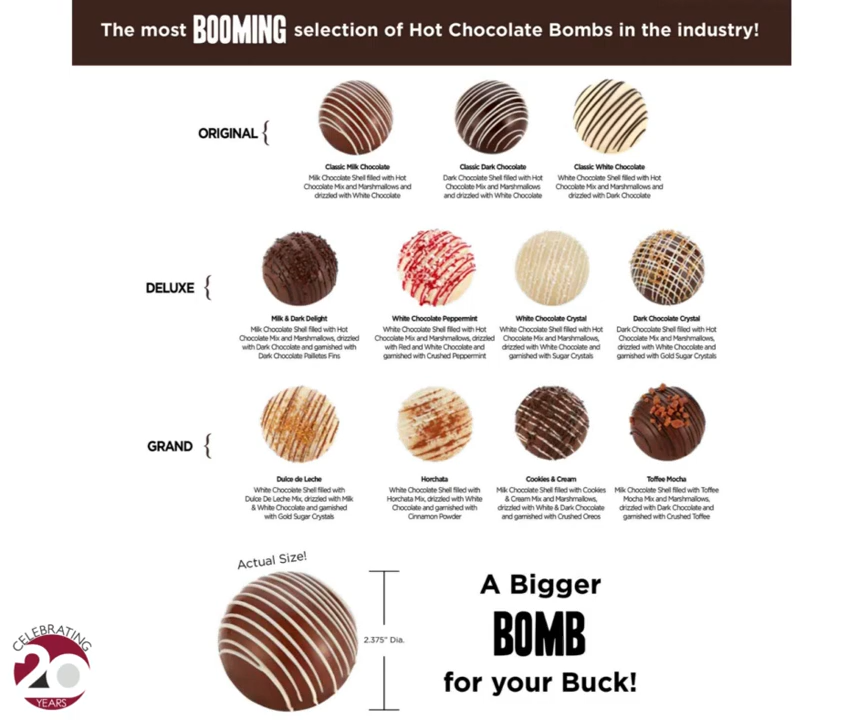 The most BOOMING selection of Hot Chocolate Bombs in the industry!
ORIGINAL {
Classic Milk Chocolate
Milk Chocolate Shell filled with Hot
Chocolate Mix and Marshmallows and
drizzled with White Chocolate
Classic Dark Chocolate
Dark Chocolate Shell filled with Hot
Chocolate Mix and Marshmallows
and drizzled with White Chocolate
Classic White Chocolate
White Chocolate Shell filled with Hot
Chocolate Mix and Marshmallows and
drizzled with Dark Chocolate
DELUXE {
Milk & Dark Delight
Milk Chocolate Shell filled with Hot
Chocolate Mix and Marshmallows, drizzled
with Dark Chocolate and garnished with
Dark Chocolate Pailletes Fins
White Chocolate Peppermint
White Chocolate Shell filled with Hot
Chocolate Mix and Marshmallows, drizzled
with Red and White Chocolate and
garnished with Crushed Peppermint
White Chocolate Crystal
White Chocolate Shell filled with Hot
Chocolate Mix and Marshmallows,
drizzled with White Chocolate and
garnished with Sugar Crystals
Dark Chocolate Crystal
Dark Chocolate Shell filled with Hot
Chocolate Mix and Marshmallows,
drizzled with White Chocolate and
garnished with Gold Sugar Crystals
GRAND {
Dulce de Leche
White Chocolate Shell filled with
Dulce De Leche Mix, drizzled with Milk
& White Chocolate and garnished
with Gold Sugar Crystals
Horchata
White Chocolate Shell filled with
Horchata Mix, drizzled with White
Chocolate and garnished with
Cinnamon Powder
Cookies & Cream
Milk Chocolate Shell filled with Cookies
& Cream Mix and Marshmallows,
drizzled with White & Dark Chocolate
and garnished with Crushed Oreos
Toffee Mocha
Milk Chocolate Shell filled with Toffee
Mocha Mix and Marshmallows,
drizzled with Dark Chocolate and
garnished with Crushed Toffee
Actual Size!
2.375" Dia.
A Bigger
BOMB
for your Buck!
CELEBRATING
20
YEARS